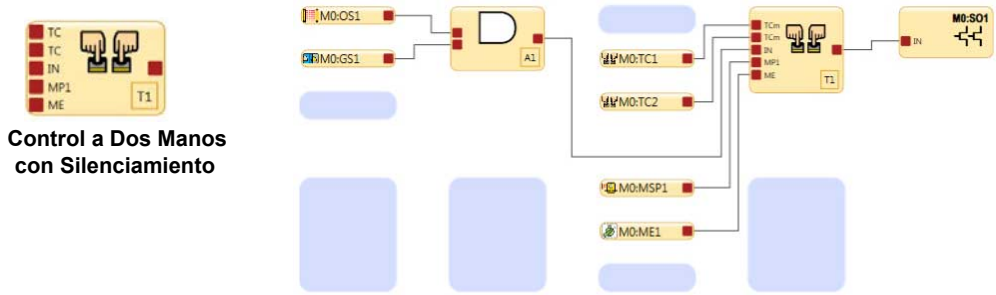 TC
TC
IN
MP1
ME
T1
Control a Dos Manos
con Silenciamiento
M0:OS1
M0:GS1
A1
M0:TC1
M0:TC2
M0:MSP1
M0:ME1
TCm
TCm
IN
MP1
ME
T1
M0:SO1
IN